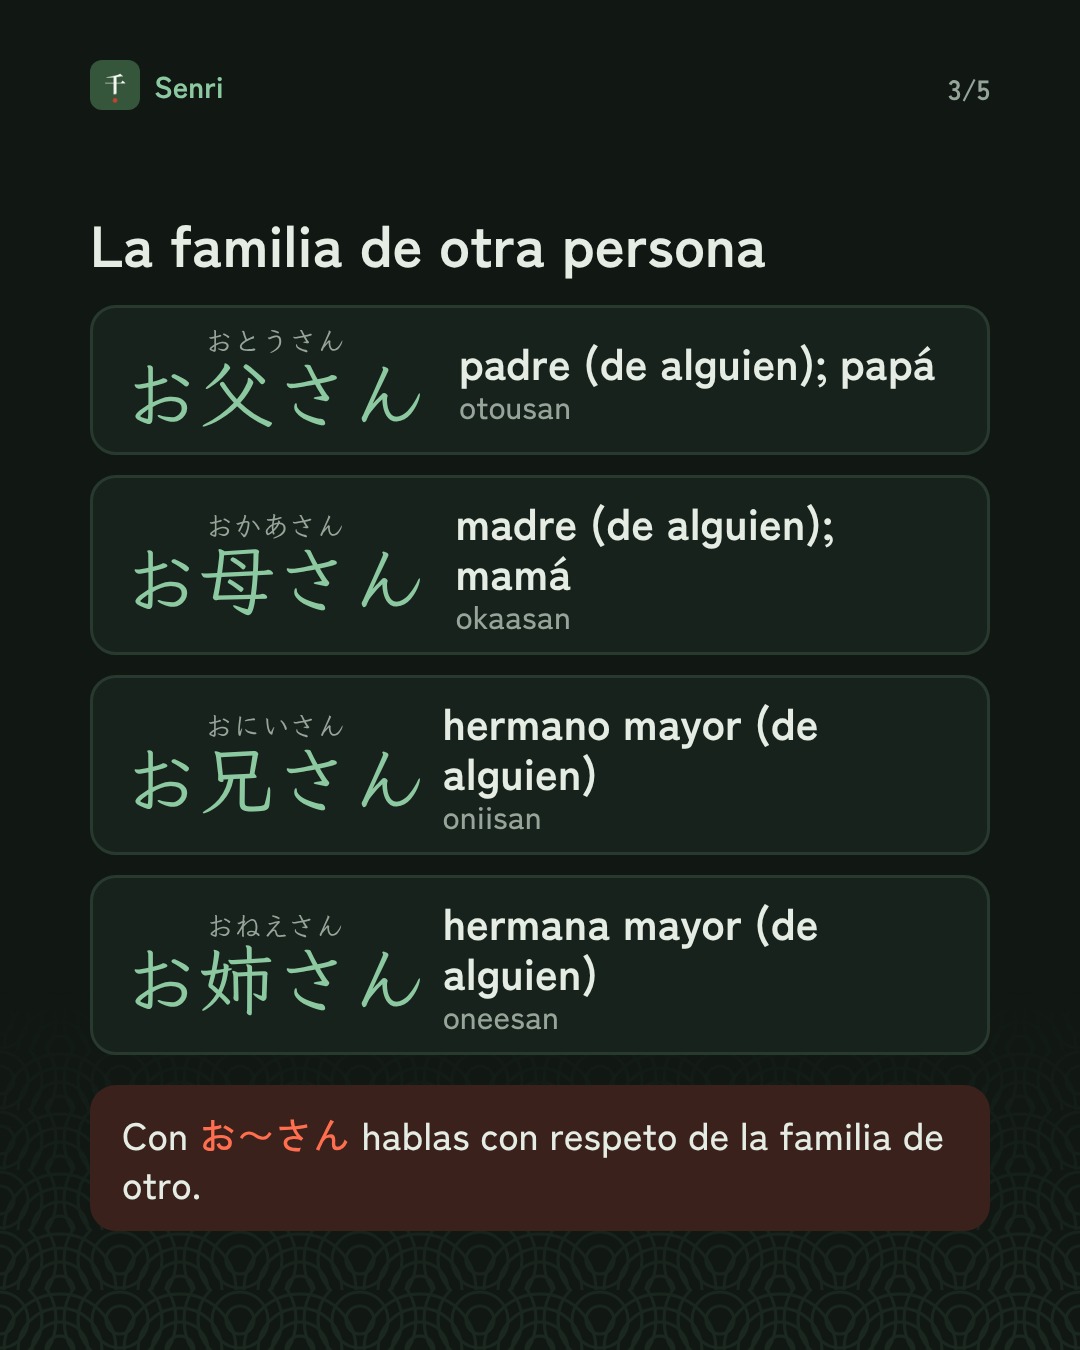 千
Senri
3/5
La familia de otra persona
おとうさん
お父さん
padre (de alguien); papá
otousan
おかあさん
お母さん
madre (de alguien);
mamá
okaasan
おにいさん
お兄さん
hermano mayor (de
alguien)
oniisan
おねえさん
お姉さん
hermana mayor (de
alguien)
oneesan
Con お〜さん hablas con respeto de la familia de
otro.